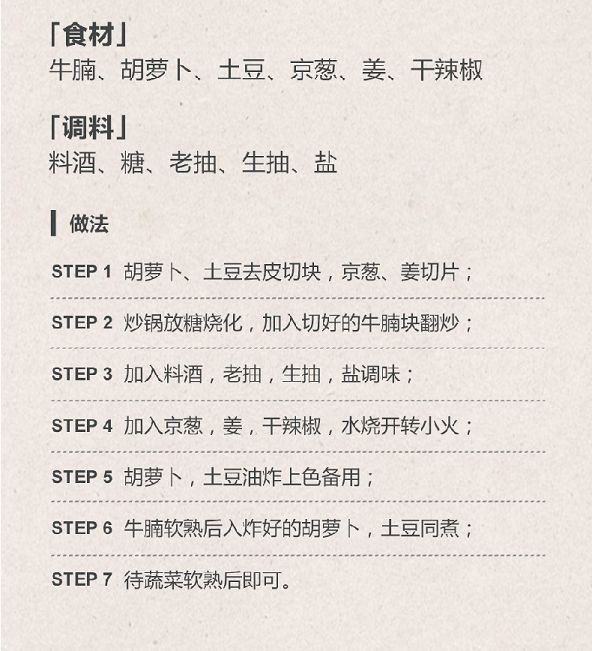 「食材」
牛腩、胡萝卜、土豆、京葱、姜、干辣椒
「调料」
料酒、糖、老抽、生抽、盐
做法
STEP 1 胡萝卜、土豆去皮切块，京葱、姜切片；
STEP 2 炒锅放糖烧化，加入切好的牛腩块翻炒；
STEP 3 加入料酒，老抽，生抽，盐调味；
STEP 4 加入京葱，姜，干辣椒，水烧开转小火；
STEP 5 胡萝卜，土豆油炸上色备用；
STEP 6 牛腩软熟后入炸好的胡萝卜，土豆同煮；
STEP 7 待蔬菜软熟后即可。